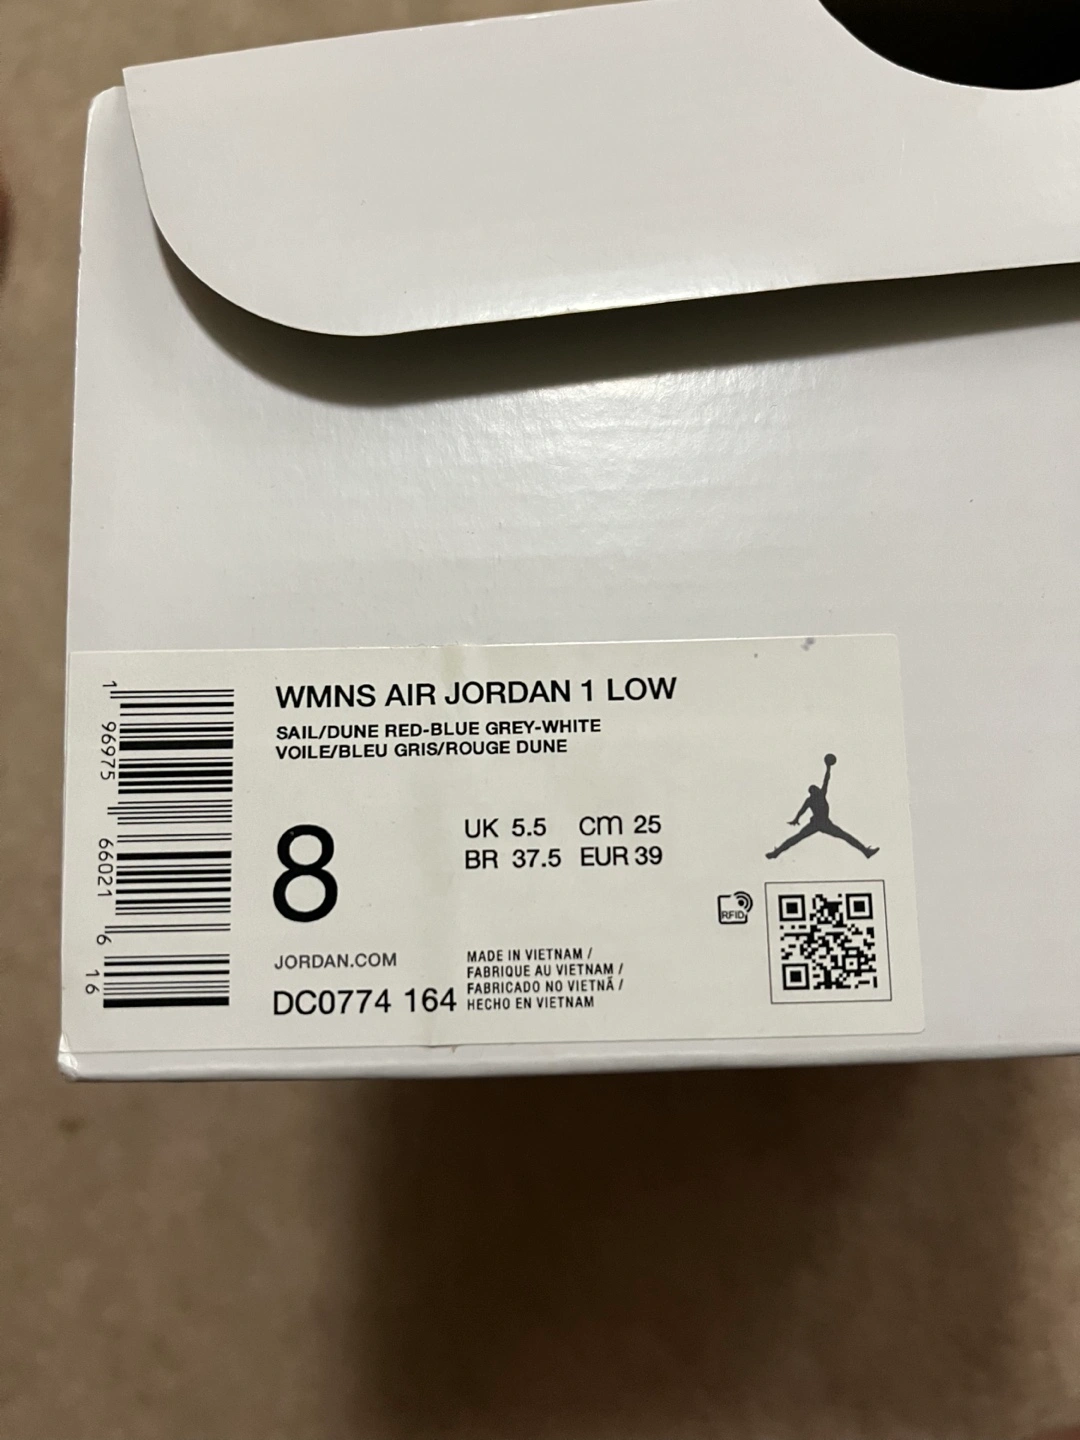 WMNS AIR JORDAN 1 LOW
SAIL/DUNE RED-BLUE GREY-WHITE
VOILE/BLEU GRIS/ROUGE DUNE
8
UK 5.5 cm 25
BR 37.5 EUR 39
JORDAN.COM
DC0774 164
MADE IN VIETNAM /
FABRIQUE AU VIETNAM /
FABRICADO NO VIETNÃ /
HECHO EN VIETNAM
RFID
1 96975 66021 6 16